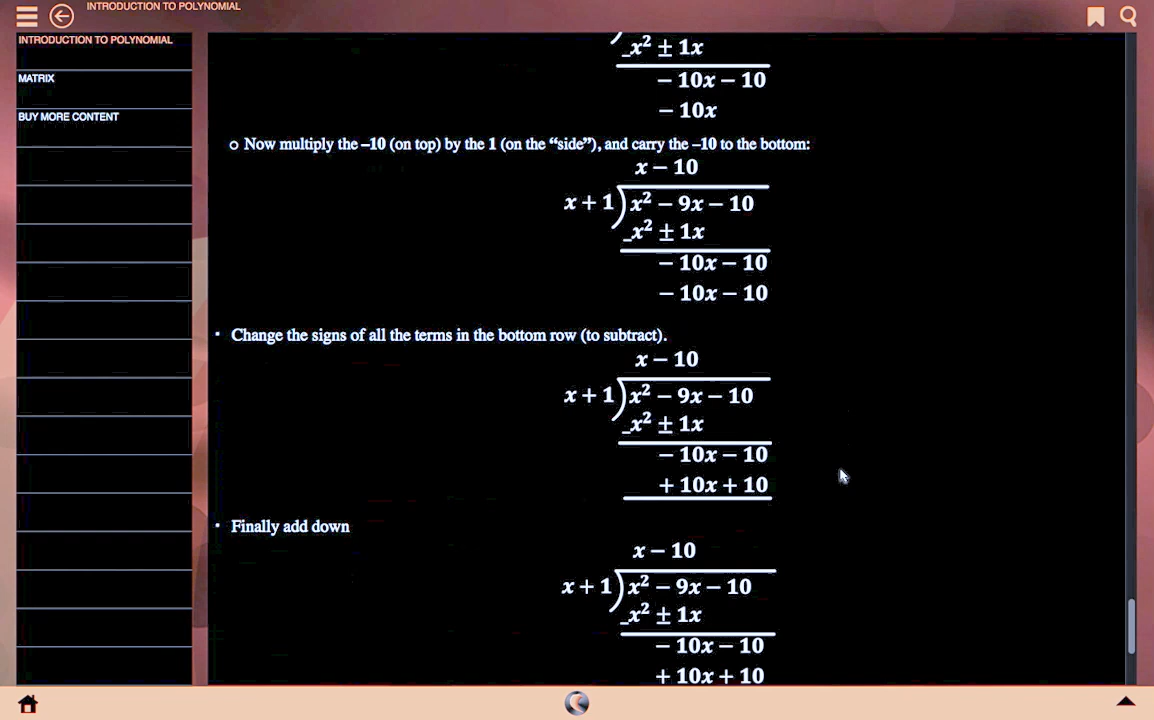 INTRODUCTION TO POLYNOMIAL
INTRODUCTION TO POLYNOMIAL
MATRIX
BUY MORE CONTENT
_x² ± 1x
− 10x − 10
− 10x
o Now multiply the –10 (on top) by the 1 (on the “side”), and carry the –10 to the bottom:
x − 10
x + 1)x² − 9x − 10
_x² ± 1x
− 10x − 10
− 10x − 10
▪ Change the signs of all the terms in the bottom row (to subtract).
x − 10
x + 1)x² − 9x − 10
_x² ± 1x
− 10x − 10
+ 10x + 10
▪ Finally add down
x − 10
x + 1)x² − 9x − 10
_x² ± 1x
− 10x − 10
+ 10x + 10